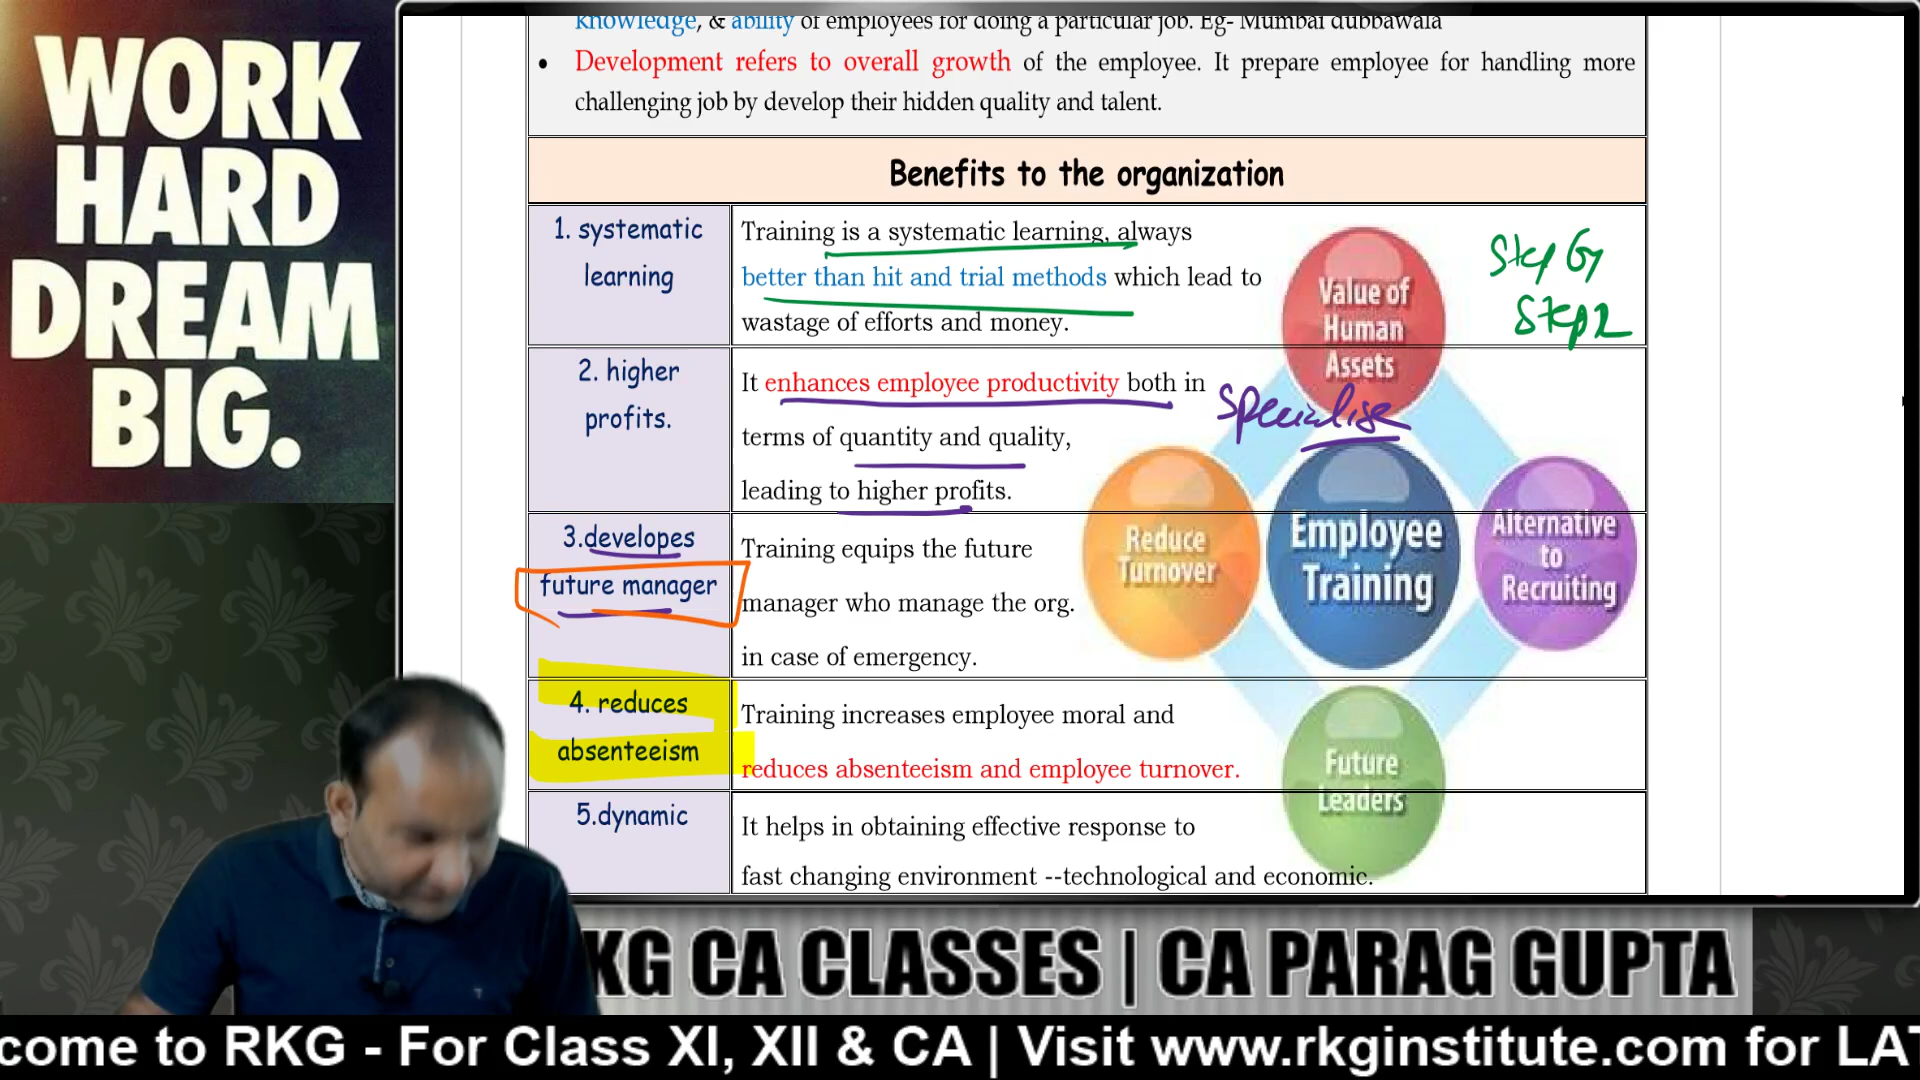 WORK
HARD
DREAM
BIG.
knowledge, & ability of employees for doing a particular job. Eg- Mumbai dubbawala
• Development refers to overall growth of the employee. It prepare employee for handling more
challenging job by develop their hidden quality and talent.
Benefits to the organization
1. systematic
learning
Training is a systematic learning, always
better than hit and trial methods which lead to
wastage of efforts and money.
Step by
Step
2. higher
profits.
It enhances employee productivity both in
terms of quantity and quality,
leading to higher profits.
Specialise
3.developes
future manager
Training equips the future
manager who manage the org.
in case of emergency.
4. reduces
absenteeism
Training increases employee moral and
reduces absenteeism and employee turnover.
5.dynamic
It helps in obtaining effective response to
fast changing environment --technological and economic.
Value of
Human
Assets
Reduce
Turnover
Employee
Training
Alternative
to
Recruiting
Future
Leaders
KG CA CLASSES | CA PARAG GUPTA
come to RKG - For Class XI, XII & CA | Visit www.rkginstitute.com for LAT